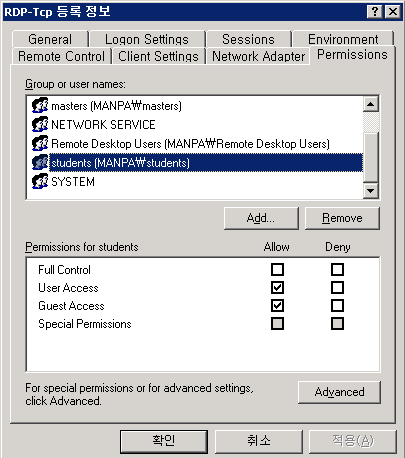 RDP-Tcp 등록 정보
General Logon Settings Sessions Environment
Remote Control Client Settings Network Adapter Permissions
Group or user names:
masters (MANPA₩masters)
NETWORK SERVICE
Remote Desktop Users (MANPA₩Remote Desktop Users)
students (MANPA₩students)
SYSTEM
Add... Remove
Permissions for students Allow Deny
Full Control
User Access
Guest Access
Special Permissions
For special permissions or for advanced settings,
click Advanced.
Advanced
확인 취소 적용(A)